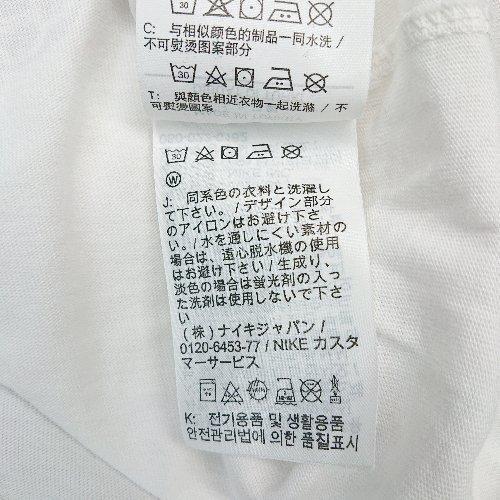 30
C: 与相似颜色的制品一同水洗 /
不可熨烫图案部分
30
T: 與顏色相近衣物一起洗滌 / 不
可熨燙圖案
30
W
J: 同系色の衣料と洗濯し
て下さい。/ デザイン部分
のアイロンはお避け下さ
い。/ 水を通しにくい素材の
場合は、遠心脱水機の使用
はお避け下さい / 生成り、
淡色の場合は蛍光剤の入っ
た洗剤は使用しないで下さ
い
(株) ナイキジャパン /
0120-6453-77 / NIKE カスタ
マーサービス
K: 전기용품 및 생활용품
안전관리법에 의한 품질표시